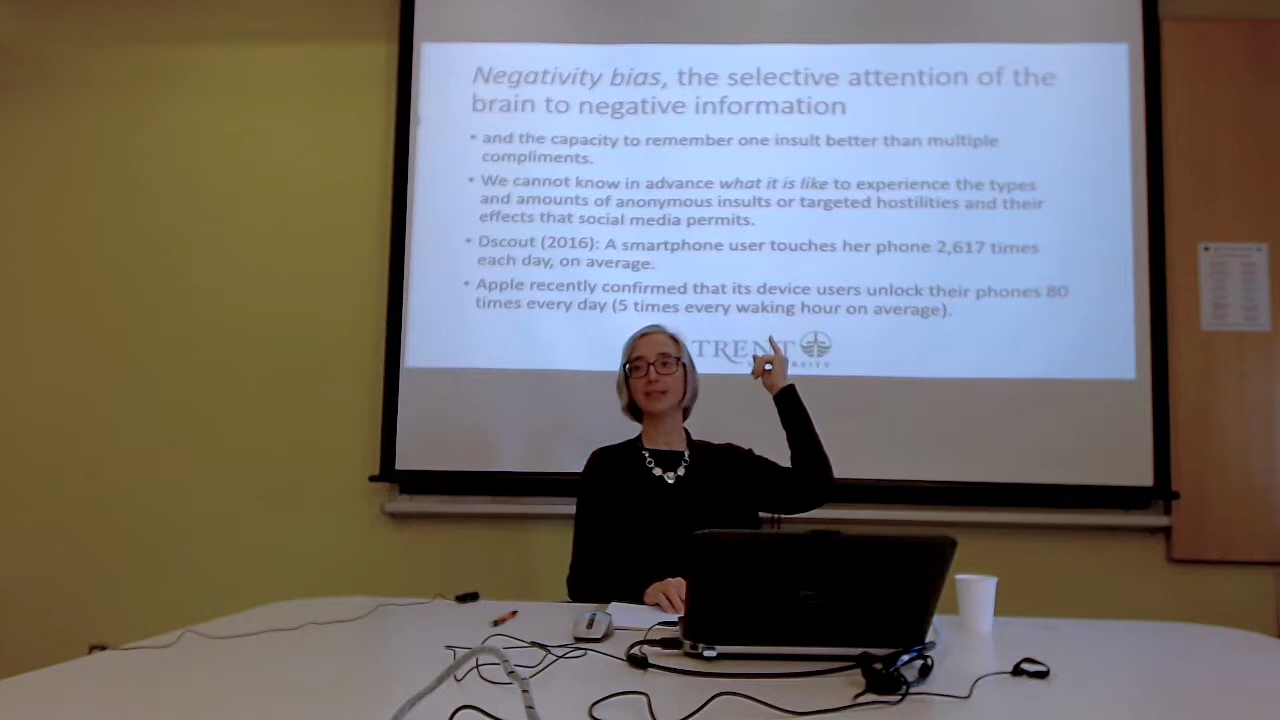 Negativity bias, the selective attention of the
brain to negative information
• and the capacity to remember one insult better than multiple
compliments.
• We cannot know in advance what it is like to experience the types
and amounts of anonymous insults or targeted hostilities and their
effects that social media permits.
• Dscout (2016): A smartphone user touches her phone 2,617 times
each day, on average.
• Apple recently confirmed that its device users unlock their phones 80
times every day (5 times every waking hour on average).
TRENT